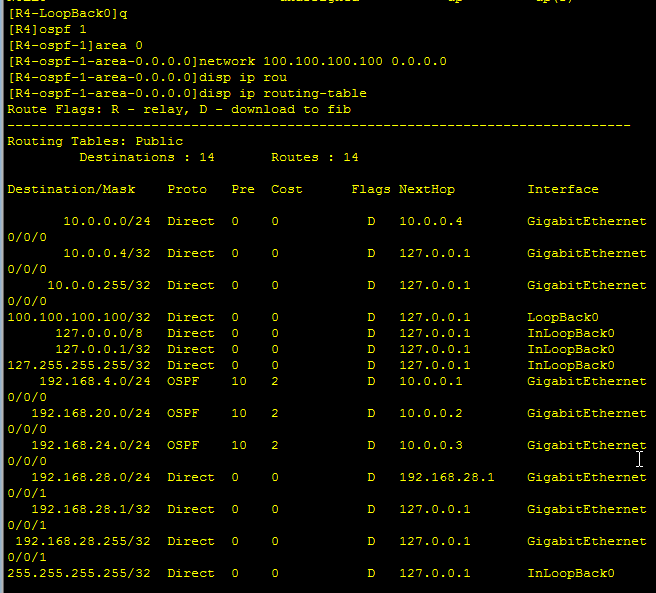 [R4-LoopBack0]q
[R4]ospf 1
[R4-ospf-1]area 0
[R4-ospf-1-area-0.0.0.0]network 100.100.100.100 0.0.0.0
[R4-ospf-1-area-0.0.0.0]disp ip rou
[R4-ospf-1-area-0.0.0.0]disp ip routing-table
Route Flags: R - relay, D - download to fib
------------------------------------------------------------------------------
Routing Tables: Public
         Destinations : 14       Routes : 14
Destination/Mask    Proto  Pre  Cost      Flags NextHop         Interface
       10.0.0.0/24  Direct  0    0           D   10.0.0.4        GigabitEthernet
0/0/0
       10.0.0.4/32  Direct  0    0           D   127.0.0.1       GigabitEthernet
0/0/0
     10.0.0.255/32  Direct  0    0           D   127.0.0.1       GigabitEthernet
0/0/0
100.100.100.100/32  Direct  0    0           D   127.0.0.1       LoopBack0
      127.0.0.0/8   Direct  0    0           D   127.0.0.1       InLoopBack0
      127.0.0.1/32  Direct  0    0           D   127.0.0.1       InLoopBack0
127.255.255.255/32  Direct  0    0           D   127.0.0.1       InLoopBack0
    192.168.4.0/24  OSPF    10   2           D   10.0.0.1        GigabitEthernet
0/0/0
   192.168.20.0/24  OSPF    10   2           D   10.0.0.2        GigabitEthernet
0/0/0
   192.168.24.0/24  OSPF    10   2           D   10.0.0.3        GigabitEthernet
0/0/0
   192.168.28.0/24  Direct  0    0           D   192.168.28.1    GigabitEthernet
0/0/1
   192.168.28.1/32  Direct  0    0           D   127.0.0.1       GigabitEthernet
0/0/1
 192.168.28.255/32  Direct  0    0           D   127.0.0.1       GigabitEthernet
0/0/1
255.255.255.255/32  Direct  0    0           D   127.0.0.1       InLoopBack0